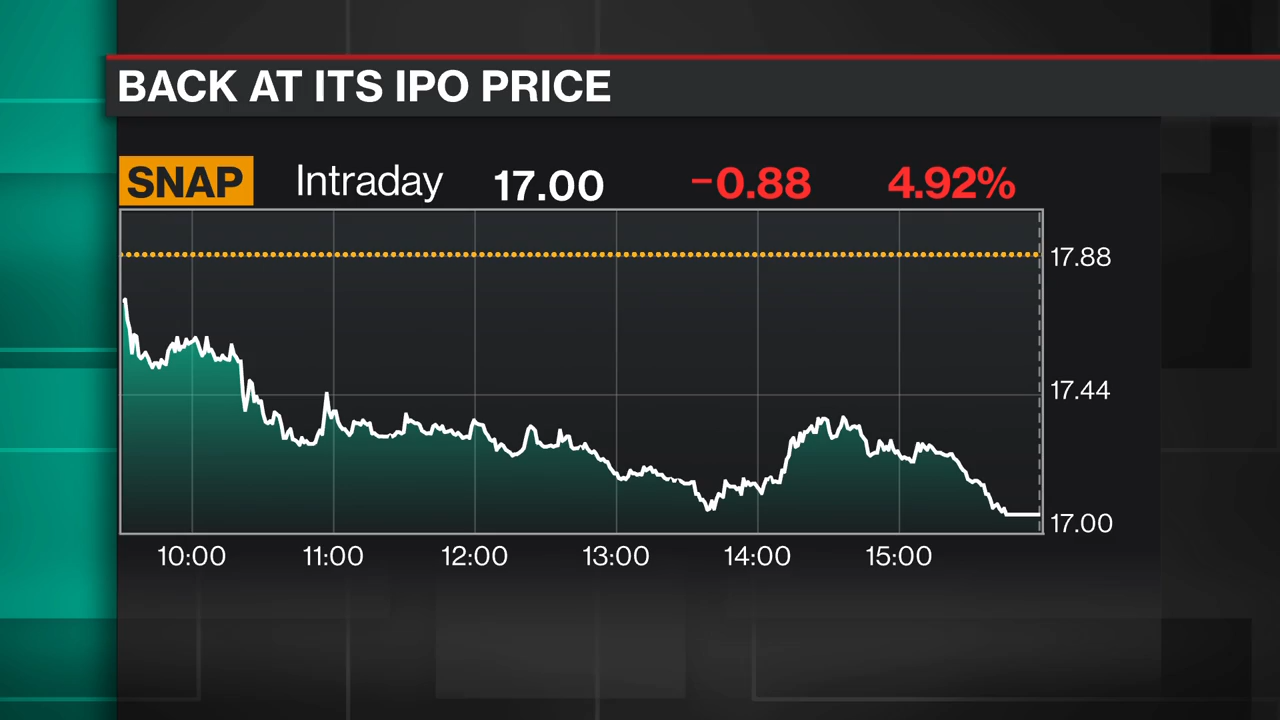 BACK AT ITS IPO PRICE
SNAP Intraday 17.00 −0.88 4.92%
17.88
17.44
17.00
10:00 11:00 12:00 13:00 14:00 15:00